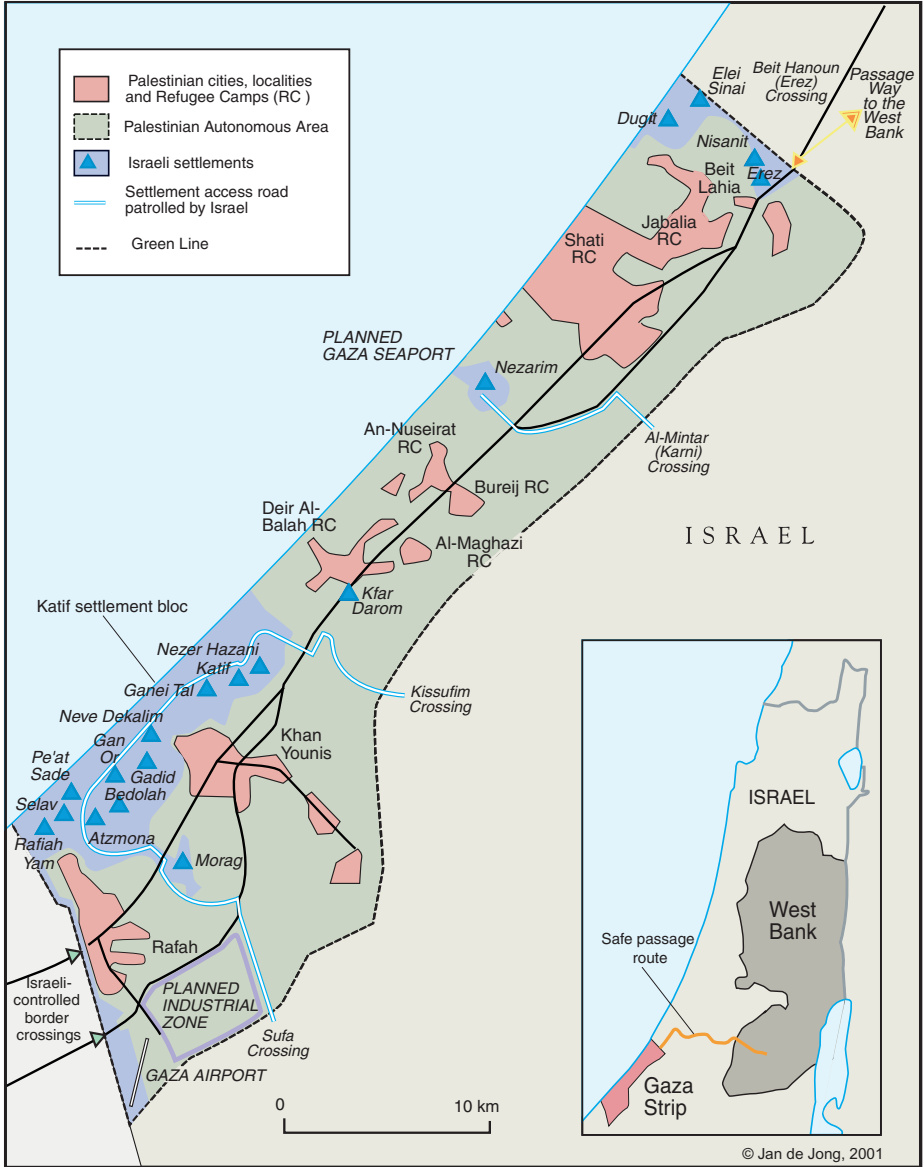 Palestinian cities, localities
and Refugee Camps (RC )
Palestinian Autonomous Area
Israeli settlements
Settlement access road
patrolled by Israel
Green Line
Elei
Sinai
Dugit
Beit Hanoun
(Erez)
Crossing
Passage
Way to the
West
Bank
Nisanit
Erez
Beit
Lahia
Jabalia
RC
Shati
RC
PLANNED
GAZA SEAPORT
Nezarim
An-Nuseirat
RC
Al-Mintar
(Karni)
Crossing
Bureij RC
Deir Al-
Balah RC
Al-Maghazi
RC
ISRAEL
Kfar
Darom
Katif settlement bloc
Nezer Hazani
Katif
Ganei Tal
Kissufim
Crossing
Neve Dekalim
Gan
Or
Khan
Younis
Pe'at
Sade
Gadid
Bedolah
Selav
Atzmona
Rafiah
Yam
Morag
Rafah
Israeli-
controlled
border
crossings
PLANNED
INDUSTRIAL
ZONE
Sufa
Crossing
GAZA AIRPORT
0 10 km
ISRAEL
West
Bank
Safe passage
route
Gaza
Strip
© Jan de Jong, 2001